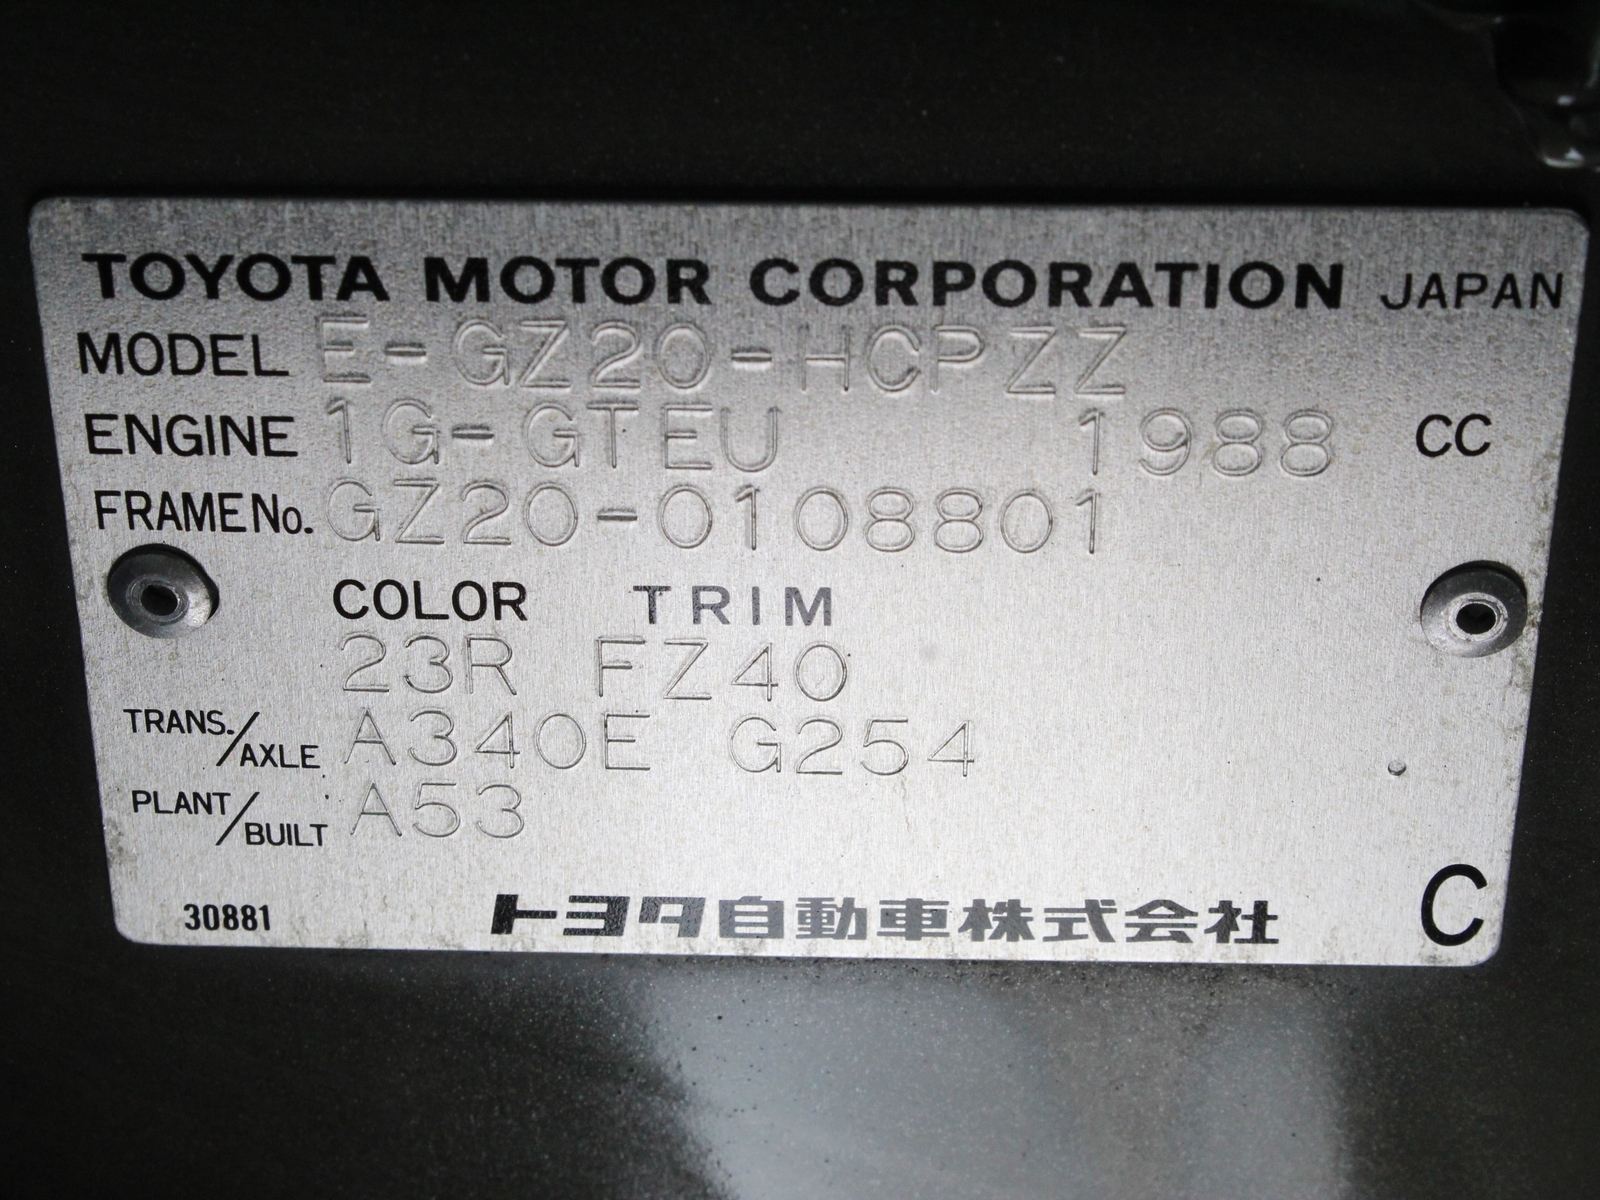 TOYOTA MOTOR CORPORATION JAPAN
MODEL E-GZ20-HCPZZ
ENGINE 1G-GTEU 1988 CC
FRAME No. GZ20-0108801
COLOR TRIM
23R FZ40
TRANS./AXLE A340E G254
PLANT/BUILT A53
30881 トヨタ自動車株式会社 C